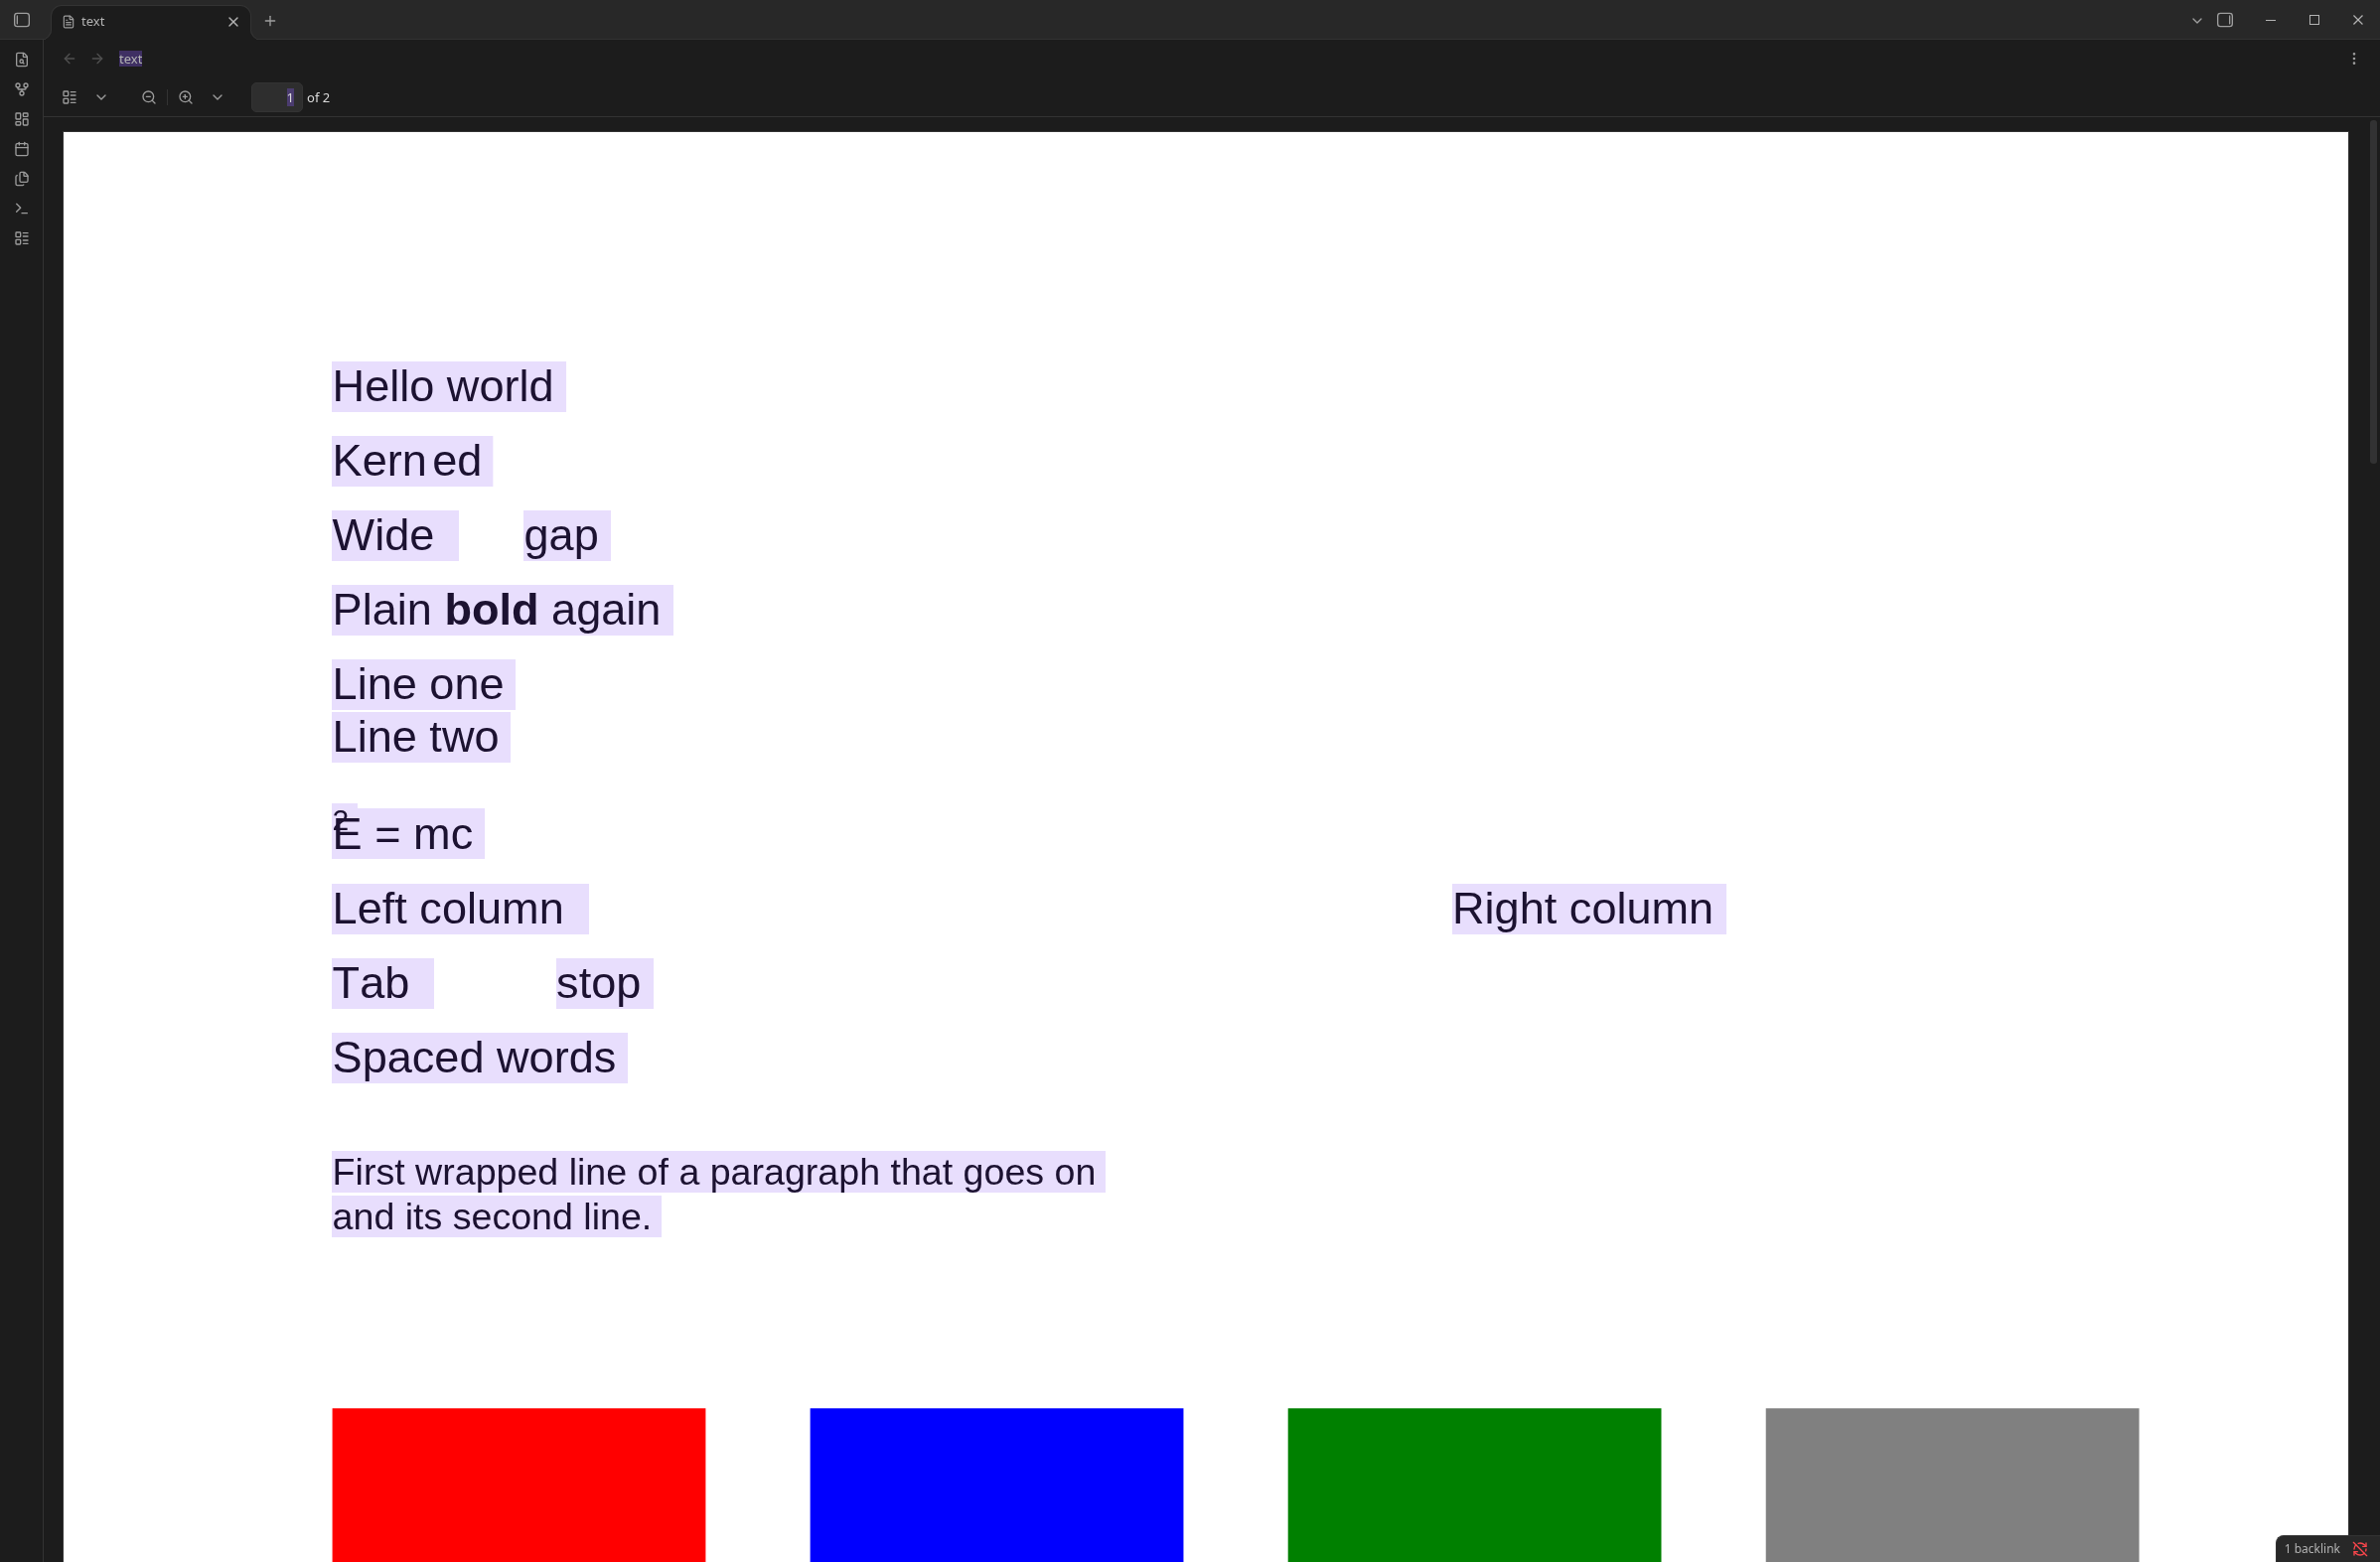 text
text
1 of 2
Hello world
Kerned
Wide gap
Plain bold again
Line one
Line two
2
E = mc
Left column Right column
Tab stop
Spaced words
First wrapped line of a paragraph that goes on
and its second line.
1 backlink